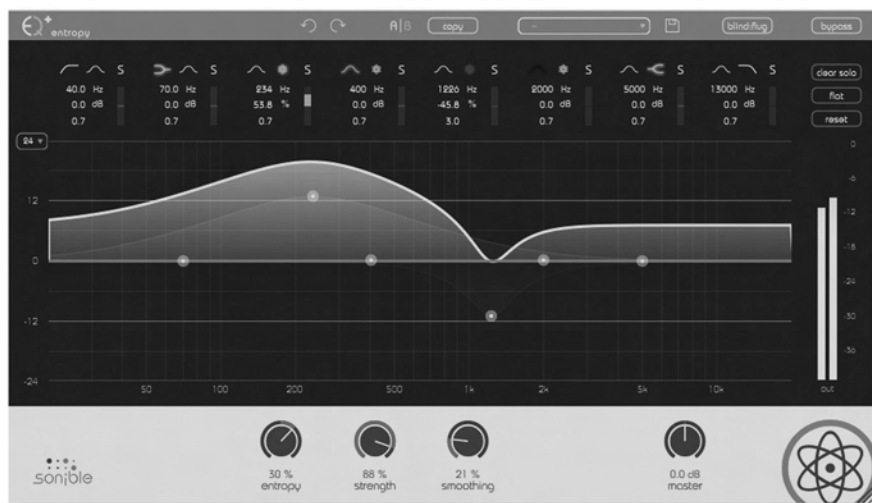 EQ+ entropy A|B copy - blind:flug bypass
S S S S S S S S clear solo
40.0 Hz 70.0 Hz 234 Hz 400 Hz 1226 Hz 2000 Hz 5000 Hz 13000 Hz
0.0 dB 0.0 dB 53.8 % 0.0 dB -45.8 % 0.0 dB 0.0 dB 0.0 dB flat
0.7 0.7 0.7 0.7 3.0 0.7 0.7 0.7 reset
24 0
-6
12 -12
-18
0
-24
-12 -30
-36
-24
50 100 200 500 1k 2k 5k 10k out
30 % 88 % 21 % 0.0 dB
sonible entropy strength smoothing master